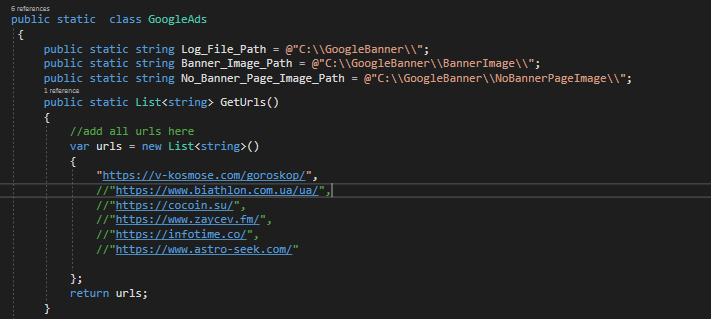 6 references
public static  class GoogleAds
{
public static string Log_File_Path = @"C:\\GoogleBanner\\";
public static string Banner_Image_Path = @"C:\\GoogleBanner\\BannerImage\\";
public static string No_Banner_Page_Image_Path = @"C:\\GoogleBanner\\NoBannerPageImage\\";
1 reference
public static List<string> GetUrls()
{
//add all urls here
var urls = new List<string>()
{
"https://v-kosmose.com/goroskop/",
//"https://www.biathlon.com.ua/ua/",
//"https://cocoin.su/",
//"https://www.zaycev.fm/",
//"https://infotime.co/",
//"https://www.astro-seek.com/"
};
return urls;
}